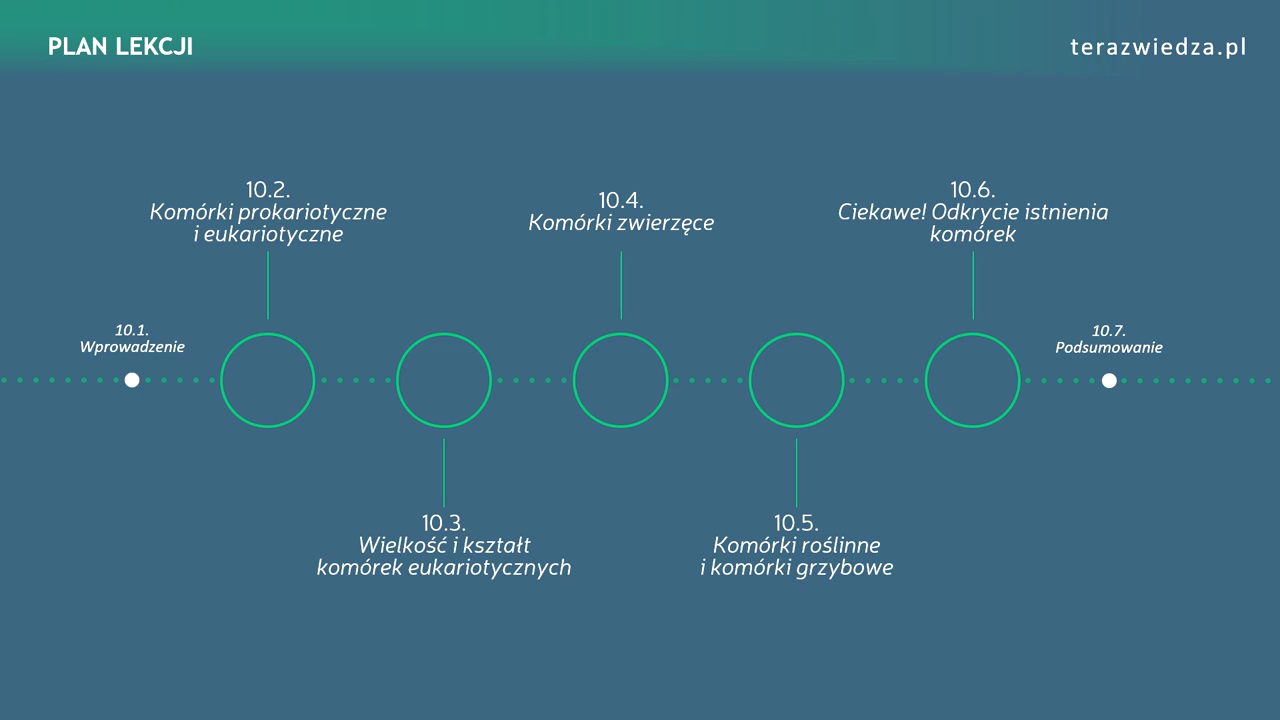 PLAN LEKCJI
terazwiedza.pl
10.1.
Wprowadzenie
10.2.
Komórki prokariotyczne
i eukariotyczne
10.3.
Wielkość i kształt
komórek eukariotycznych
10.4.
Komórki zwierzęce
10.5.
Komórki roślinne
i komórki grzybowe
10.6.
Ciekawe! Odkrycie istnienia
komórek
10.7.
Podsumowanie